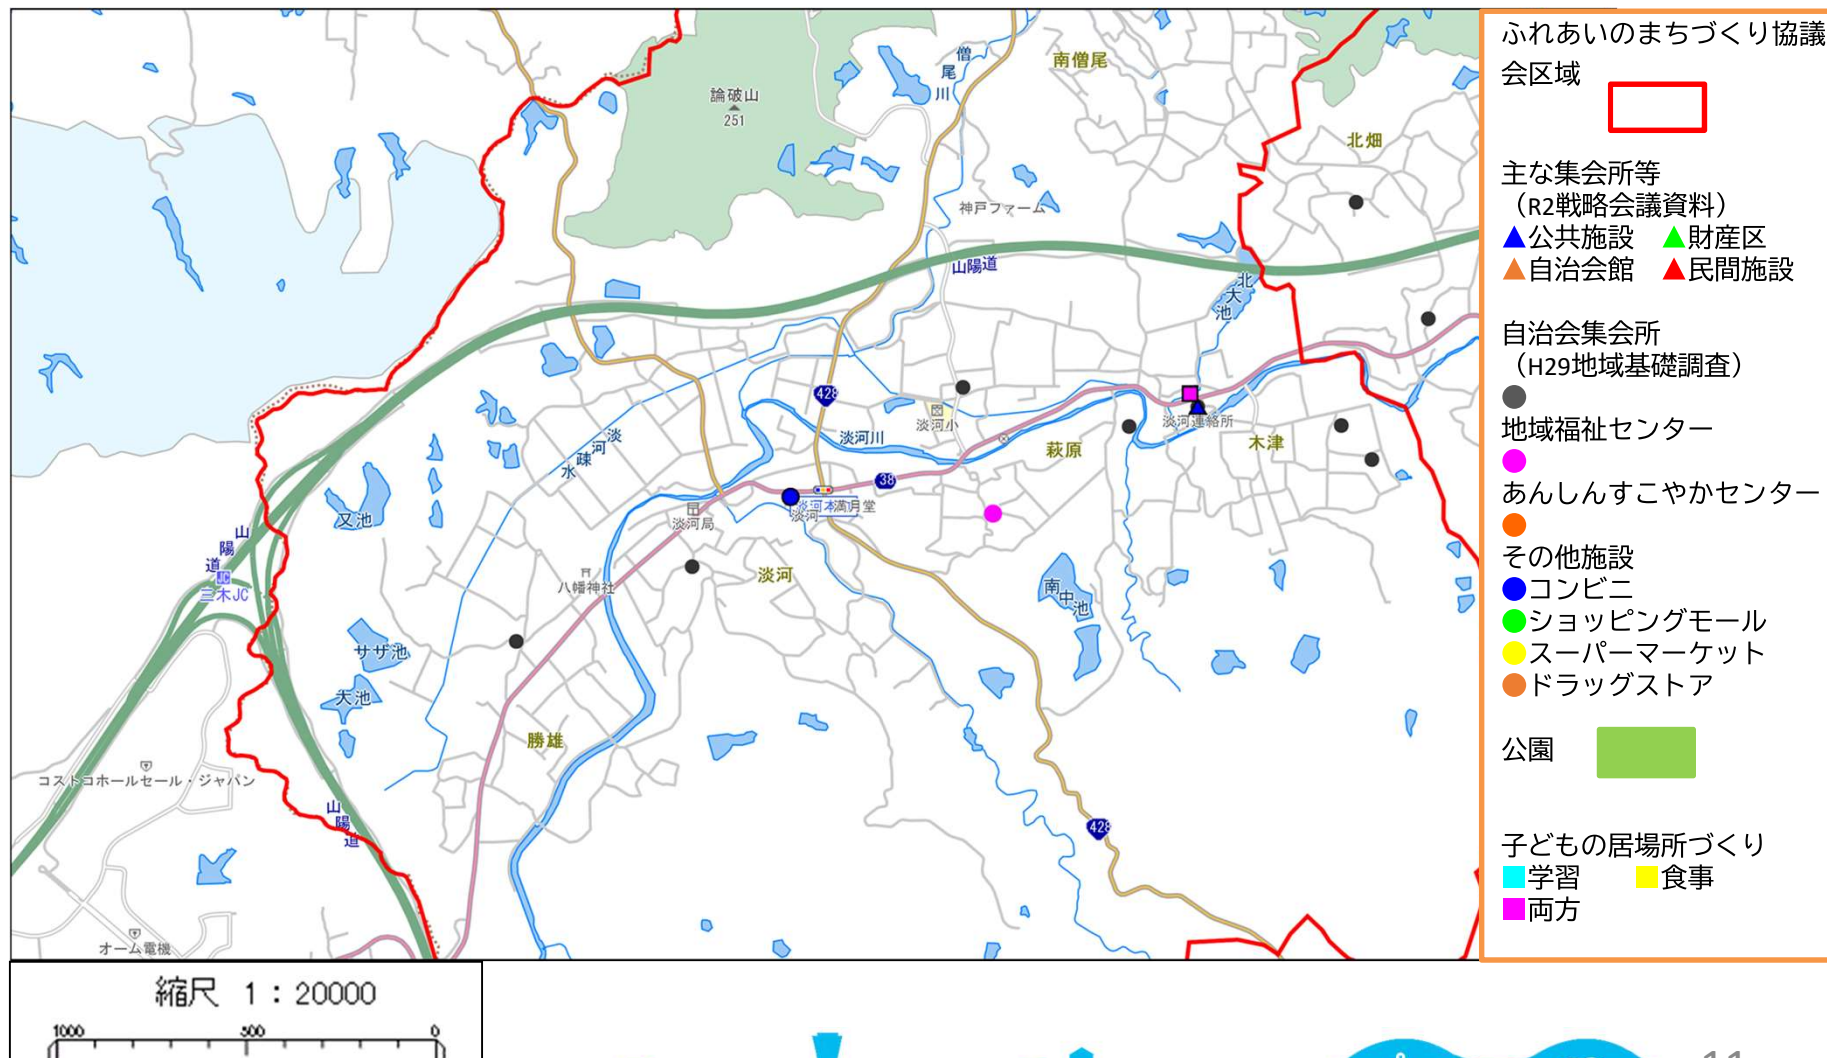 僧
尾
川
南僧尾
論破山
251
北畑
神戸ファーム
山陽道
北
大
池
428
淡河小
淡河川
淡河連絡所
萩原
木津
淡
河
疎
水
38
満月堂
淡河
淡河局
又池
山
陽
道
JC
三木JC
八幡神社
淡河
南
中
池
サザ池
大池
勝雄
コストコホールセール・ジャパン
山
陽
道
428
オーム電機
ふれあいのまちづくり協議
会区域
主な集会所等
（R2戦略会議資料）
公共施設 財産区
自治会館 民間施設
自治会集会所
（H29地域基礎調査）
地域福祉センター
あんしんすこやかセンター
その他施設
コンビニ
ショッピングモール
スーパーマーケット
ドラッグストア
公園
子どもの居場所づくり
学習 食事
両方
縮尺 1：20000
1000 500 0